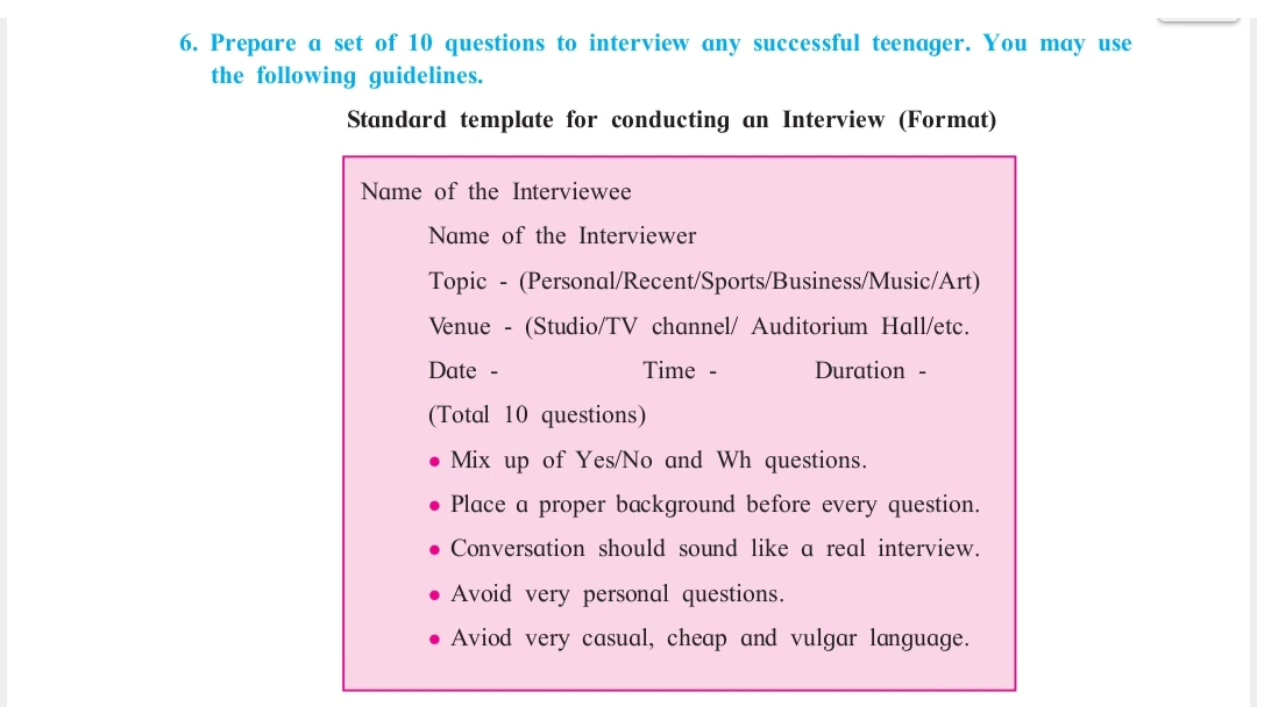 6. Prepare a set of 10 questions to interview any successful teenager. You may use
the following guidelines.
Standard template for conducting an Interview (Format)
Name of the Interviewee
Name of the Interviewer
Topic - (Personal/Recent/Sports/Business/Music/Art)
Venue - (Studio/TV channel/ Auditorium Hall/etc.
Date - Time - Duration -
(Total 10 questions)
• Mix up of Yes/No and Wh questions.
• Place a proper background before every question.
• Conversation should sound like a real interview.
• Avoid very personal questions.
• Aviod very casual, cheap and vulgar language.